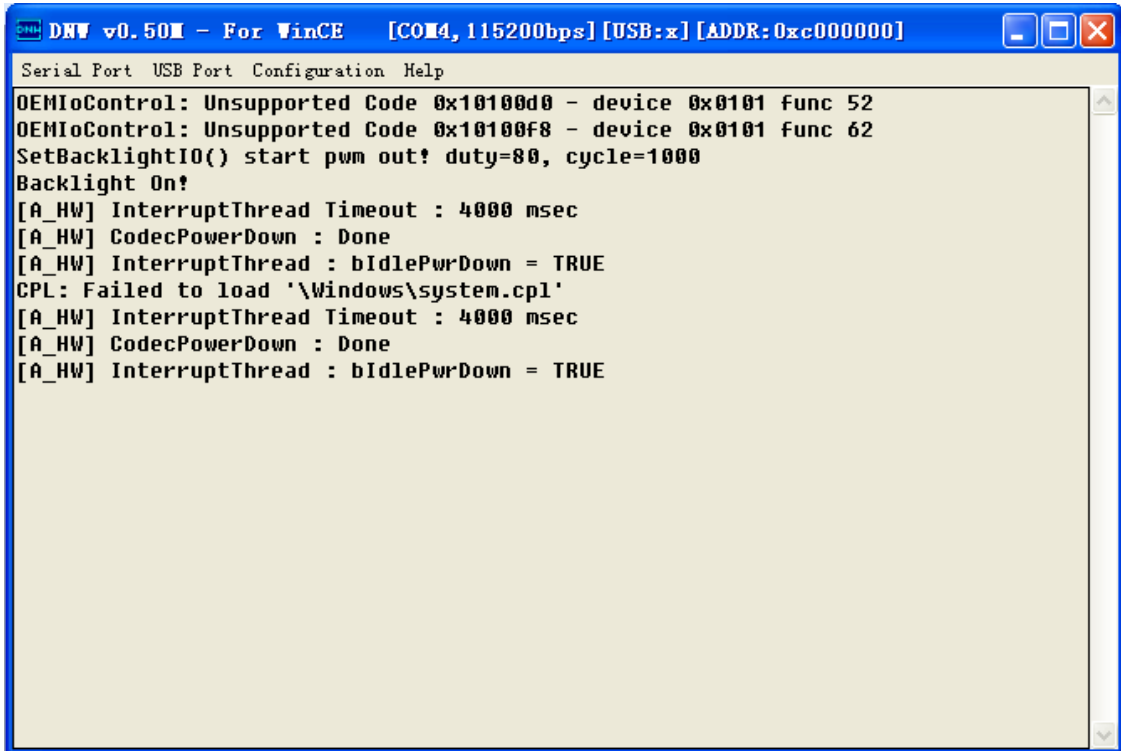 DNW v0.50M - For WinCE [COM4,115200bps][USB:x][ADDR:0xc000000]
Serial Port USB Port Configuration Help
OEMIoControl: Unsupported Code 0x10100d0 - device 0x0101 func 52
OEMIoControl: Unsupported Code 0x10100f8 - device 0x0101 func 62
SetBacklightIO() start pwm out! duty=80, cycle=1000
Backlight On!
[A_HW] InterruptThread Timeout : 4000 msec
[A_HW] CodecPowerDown : Done
[A_HW] InterruptThread : bIdlePwrDown = TRUE
CPL: Failed to load '\Windows\system.cpl'
[A_HW] InterruptThread Timeout : 4000 msec
[A_HW] CodecPowerDown : Done
[A_HW] InterruptThread : bIdlePwrDown = TRUE